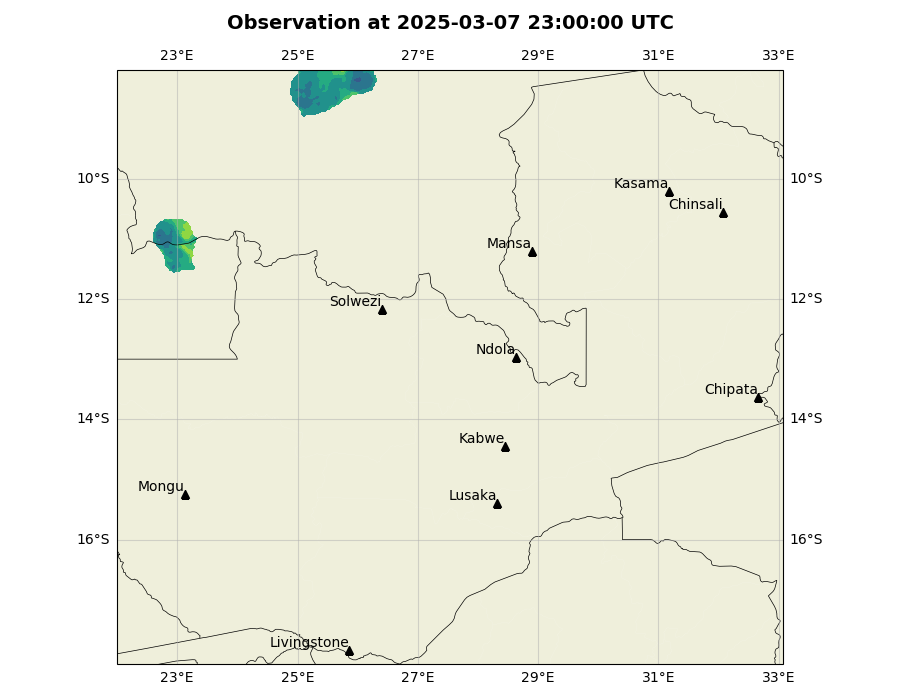 Observation at 2025-03-07 23:00:00 UTC
23°E 25°E 27°E 29°E 31°E 33°E
10°S 10°S
Kasama
Chinsali
Mansa
12°S 12°S
Solwezi
Ndola
Chipata
14°S 14°S
Kabwe
Mongu
Lusaka
16°S 16°S
Livingstone
23°E 25°E 27°E 29°E 31°E 33°E